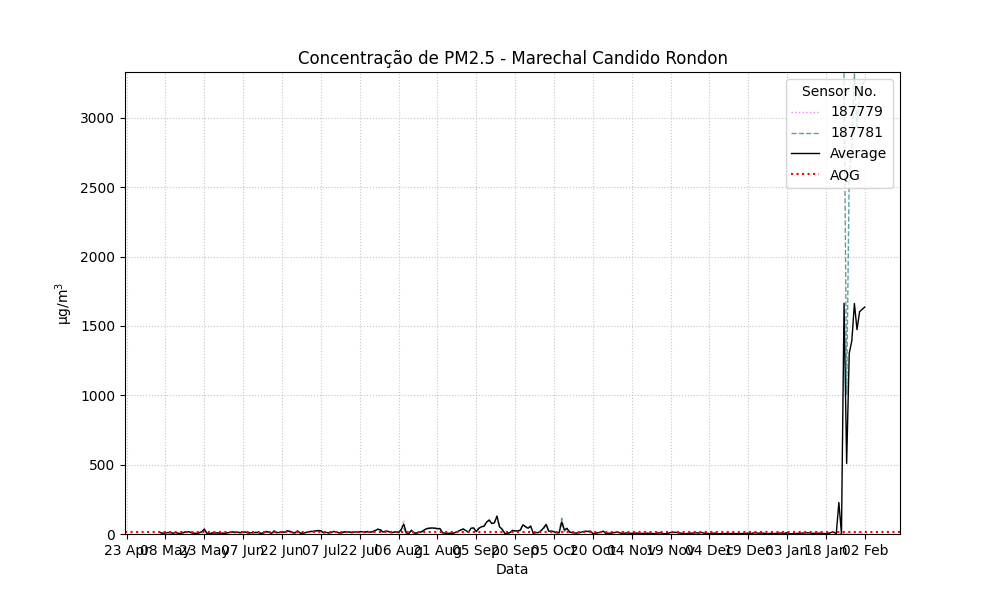 Concentração de PM2.5 - Marechal Candido Rondon
Sensor No.
187779
187781
Average
AQG
3000
2500
2000
1500
1000
500
0
µg/m³
23 Apr 08 May 23 May 07 Jun 22 Jun 07 Jul 22 Jul 06 Aug 21 Aug 05 Sep 20 Sep 05 Oct 20 Oct 04 Nov 19 Nov 04 Dec 19 Dec 03 Jan 18 Jan 02 Feb
Data